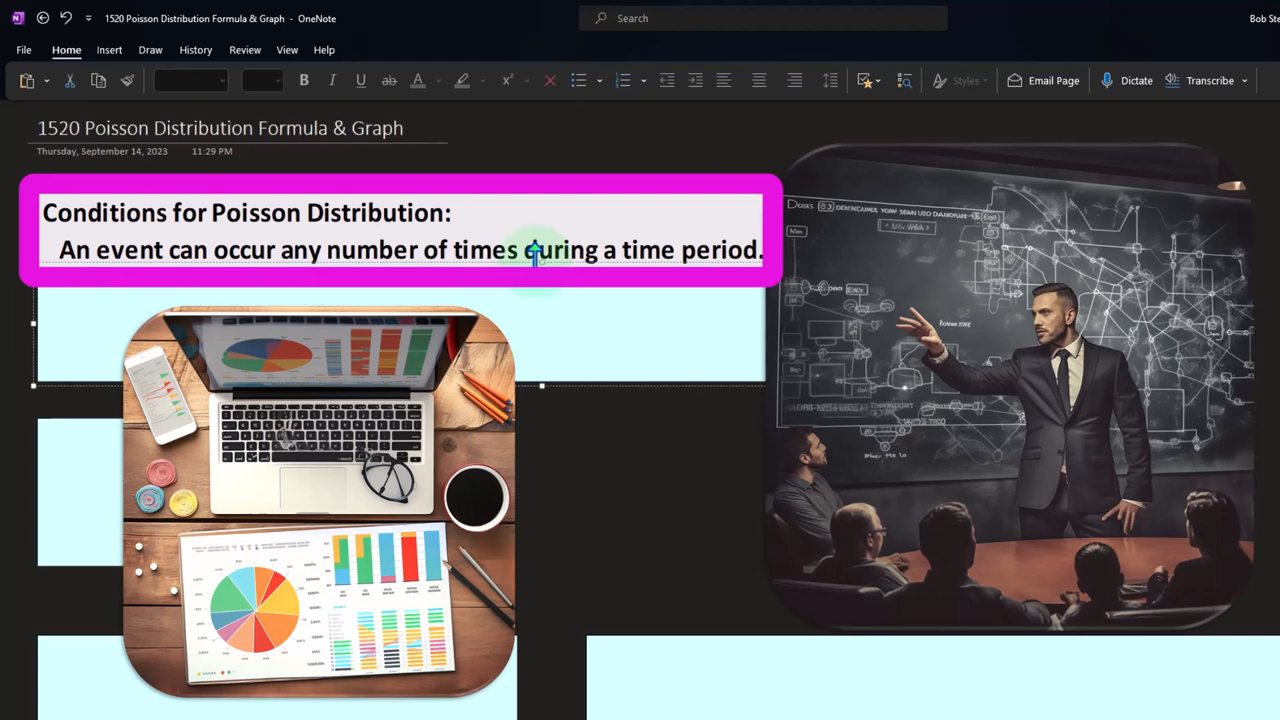 1520 Poisson Distribution Formula & Graph - OneNote
Search
Bob Ste
File Home Insert Draw History Review View Help
Email Page
Dictate
Transcribe
Styles
1520 Poisson Distribution Formula & Graph
Thursday, September 14, 2023 11:29 PM
Conditions for Poisson Distribution:
An event can occur any number of times during a time period.